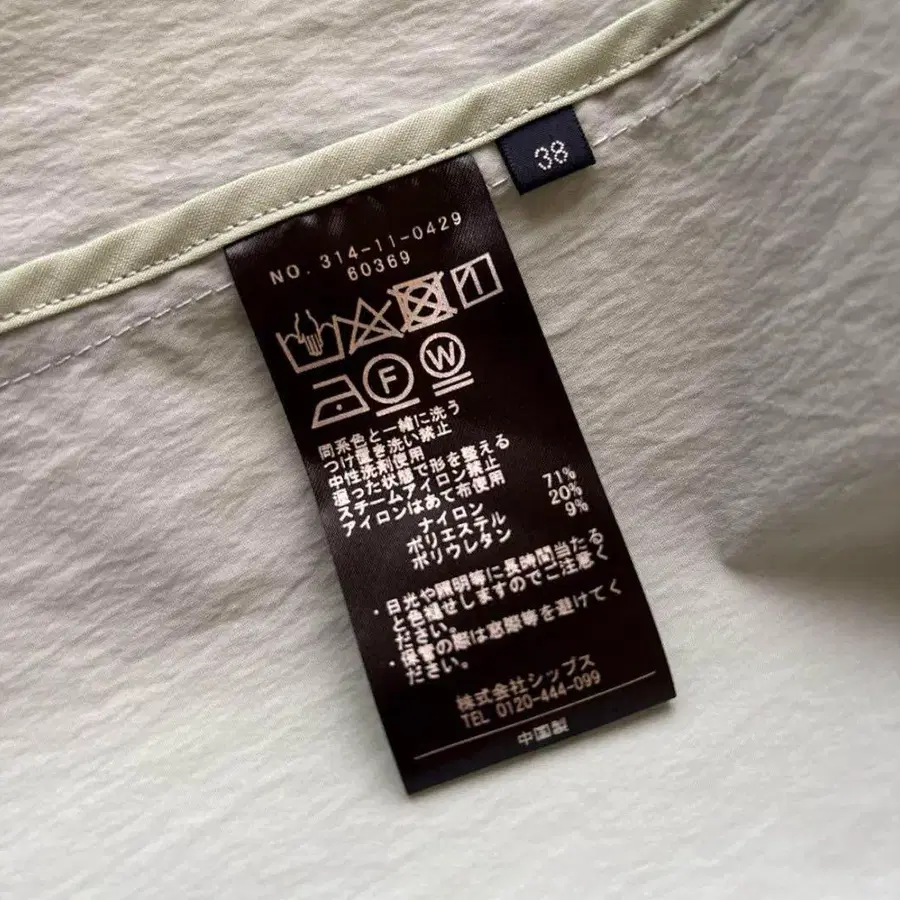 38
NO. 314-11-0429
60369
F W
同系色と一緒に洗う
つけ置き洗い禁止
中性洗剤使用
湿った状態で形を整える
スチームアイロン禁止
アイロンはあて布使用
ナイロン 71%
ポリエステル 20%
ポリウレタン 9%
・日光や照明等に長時間当たる
と色褪せしますのでご注意く
ださい。
・保管の際は窓際等を避けてく
ださい。
株式会社シップス
TEL 0120-444-099
中国製